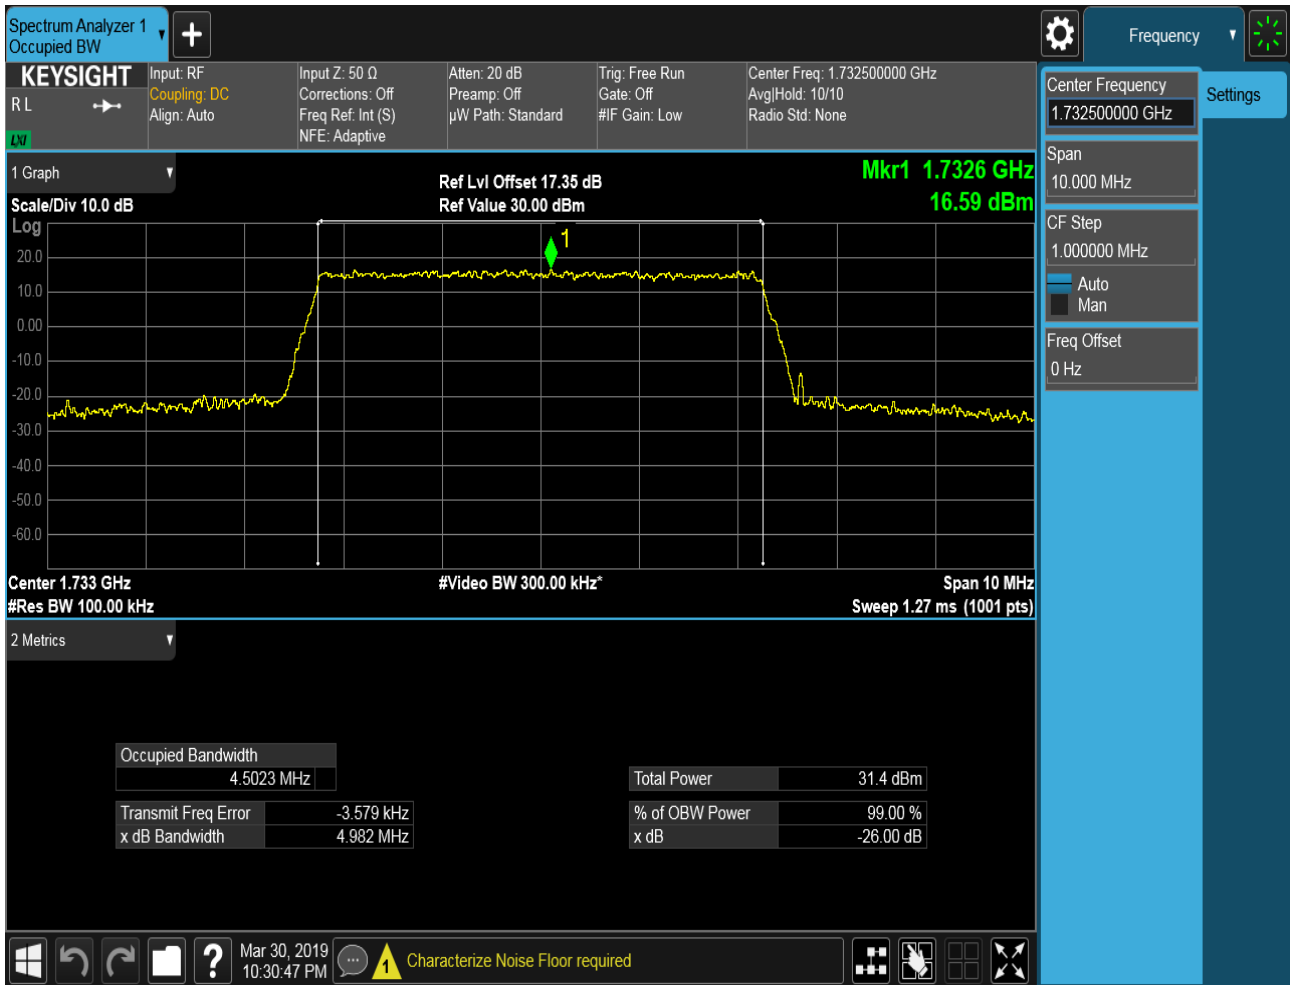 Spectrum Analyzer 1
Occupied BW
Frequency
KEYSIGHT
R L
LXI
Input: RF
Coupling: DC
Align: Auto
Input Z: 50 Ω
Corrections: Off
Freq Ref: Int (S)
NFE: Adaptive
Atten: 20 dB
Preamp: Off
µW Path: Standard
Trig: Free Run
Gate: Off
#IF Gain: Low
Center Freq: 1.732500000 GHz
Avg|Hold: 10/10
Radio Std: None
Center Frequency
1.732500000 GHz
Settings
Span
10.000 MHz
CF Step
1.000000 MHz
Auto
Man
Freq Offset
0 Hz
1 Graph
Scale/Div 10.0 dB
Ref Lvl Offset 17.35 dB
Ref Value 30.00 dBm
Mkr1 1.7326 GHz
16.59 dBm
Log
1
20.0
10.0
0.00
-10.0
-20.0
-30.0
-40.0
-50.0
-60.0
Center 1.733 GHz
#Video BW 300.00 kHz*
Span 10 MHz
#Res BW 100.00 kHz
Sweep 1.27 ms (1001 pts)
2 Metrics
Occupied Bandwidth
4.5023 MHz
Total Power 31.4 dBm
Transmit Freq Error -3.579 kHz
% of OBW Power 99.00 %
x dB Bandwidth 4.982 MHz
x dB -26.00 dB
?
Mar 30, 2019
10:30:47 PM
1
Characterize Noise Floor required